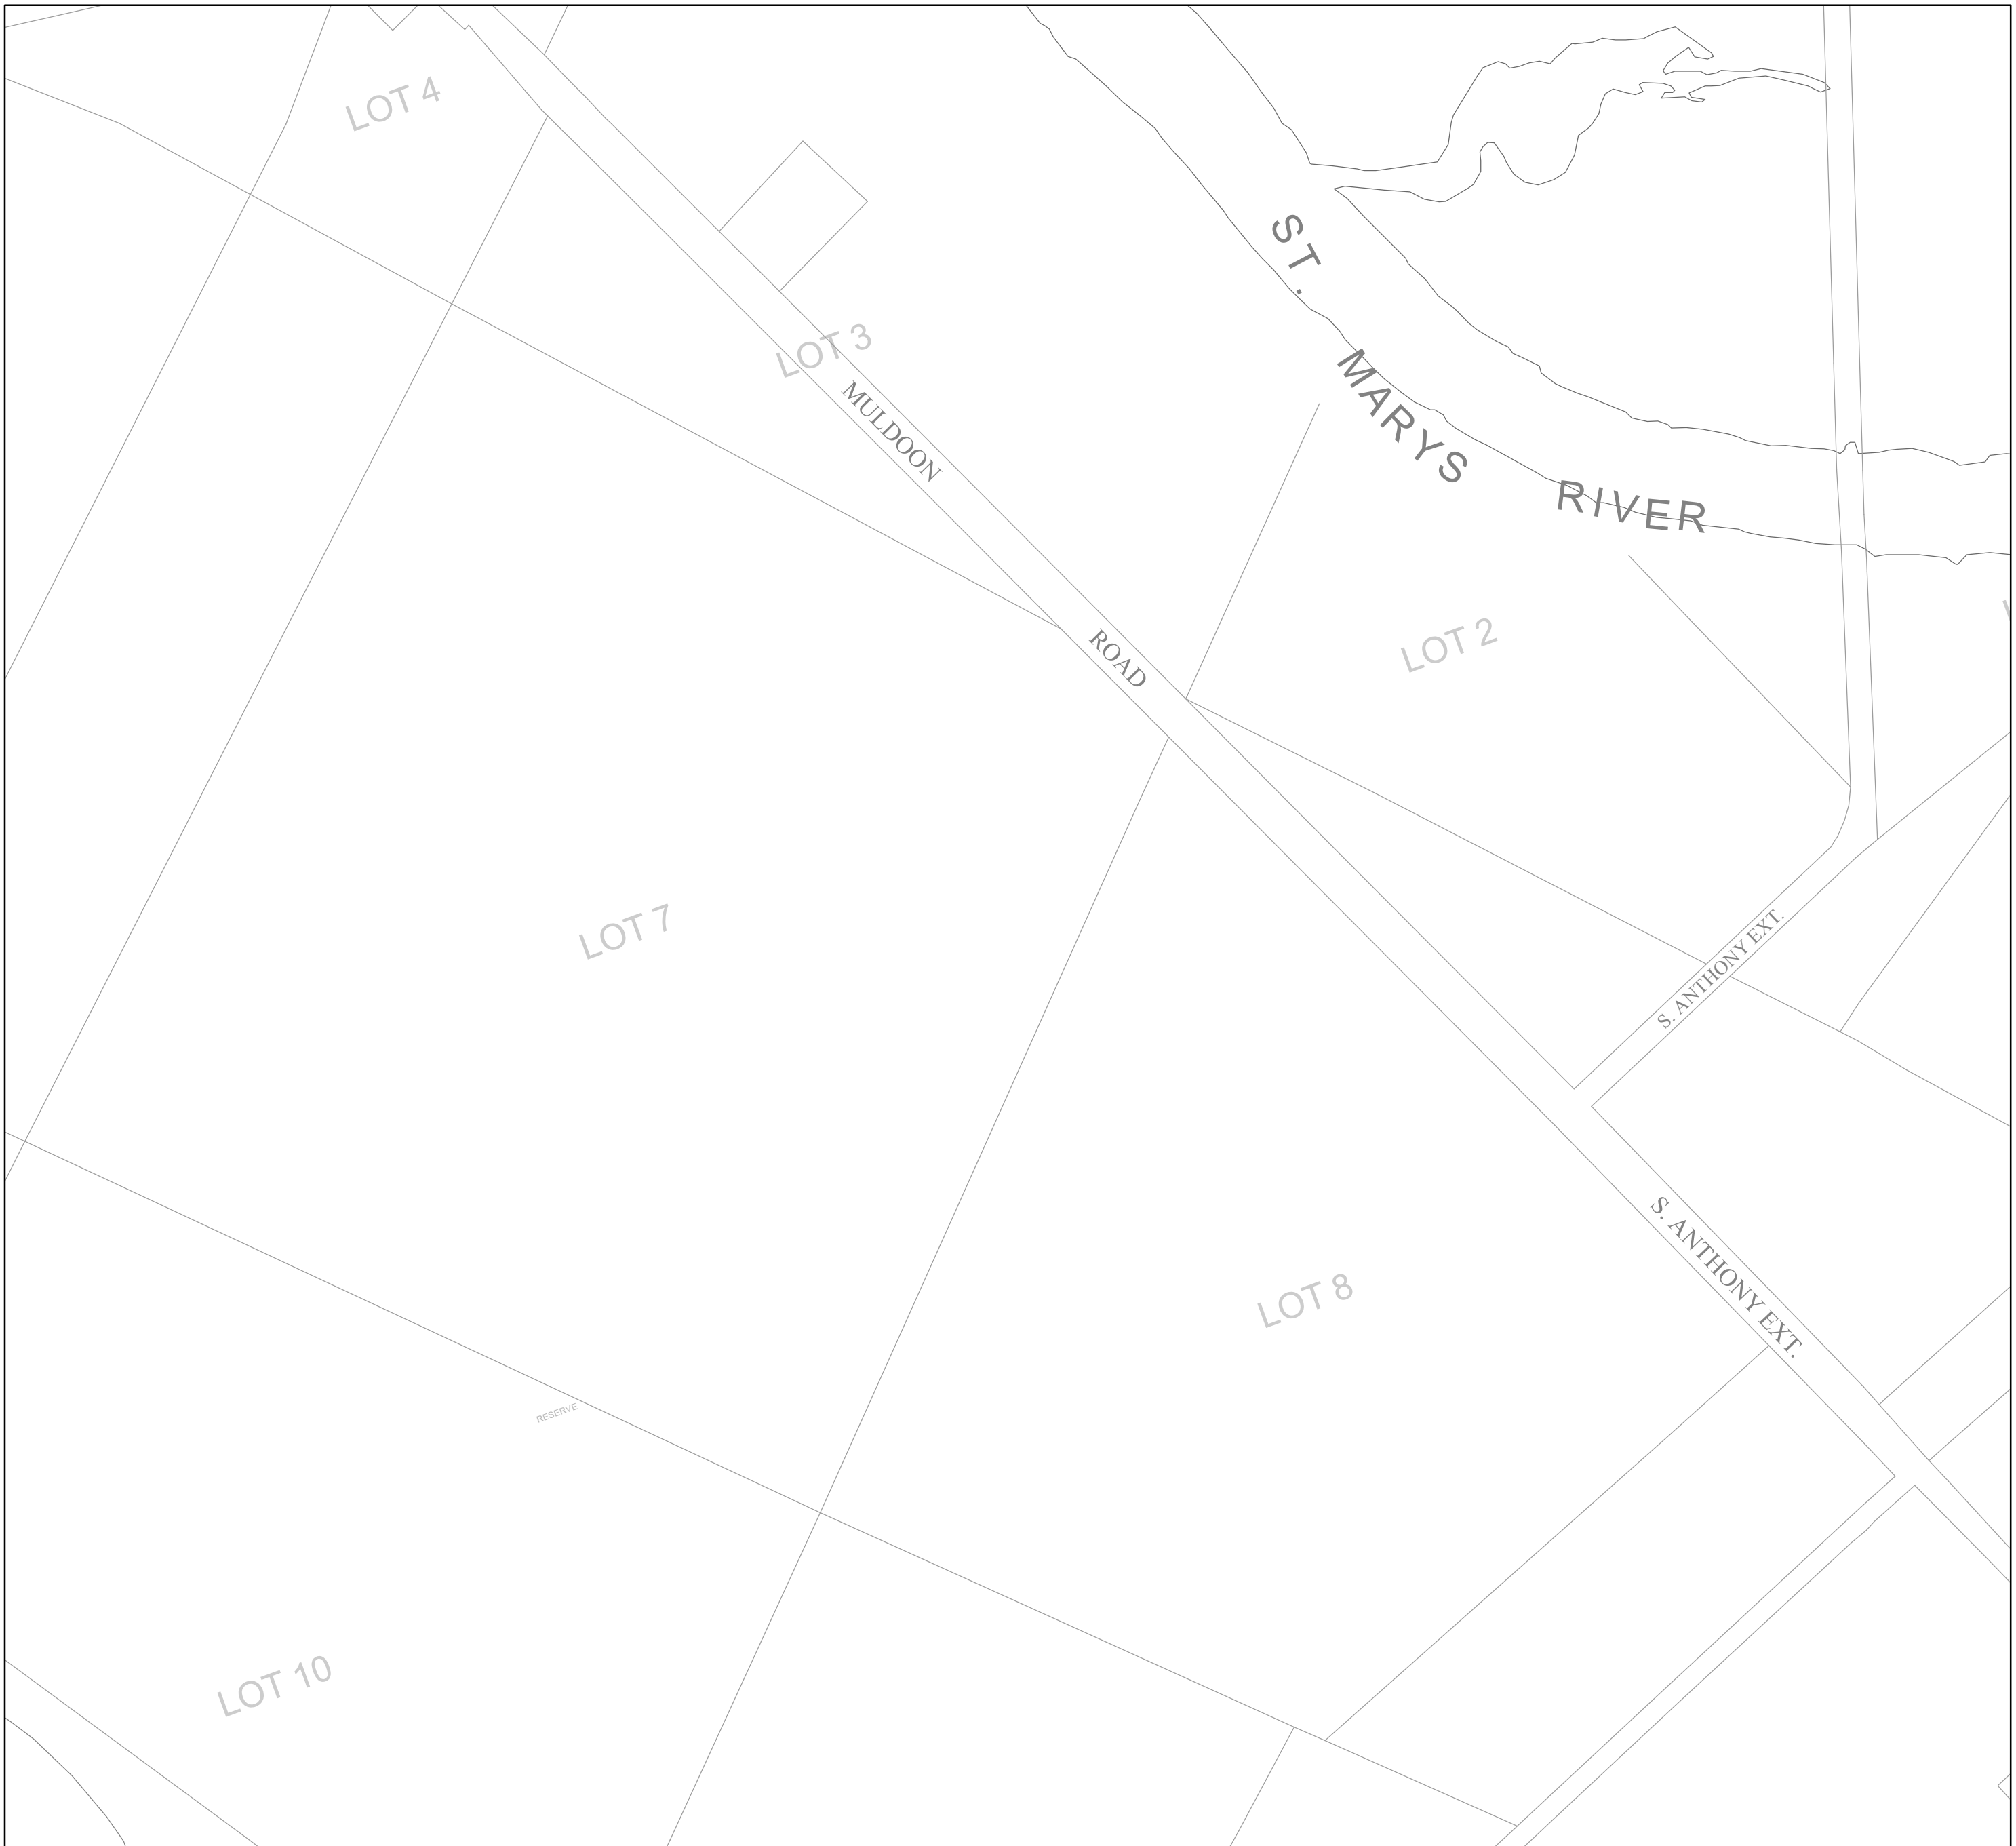 LOT 4
ST. MARYS RIVER
LOT 3
MULDOON ROAD
LOT 2
LOT 7
S. ANTHONY EXT.
S. ANTHONY EXT.
LOT 8
RESERVE
LOT 10